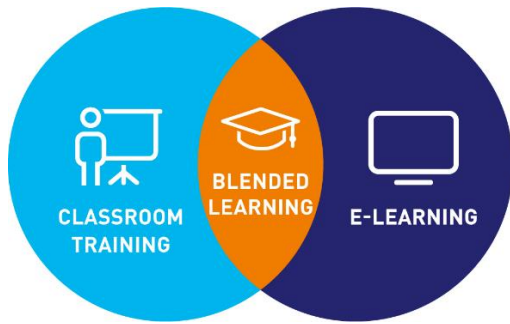 CLASSROOM
TRAINING
BLENDED
LEARNING
E-LEARNING